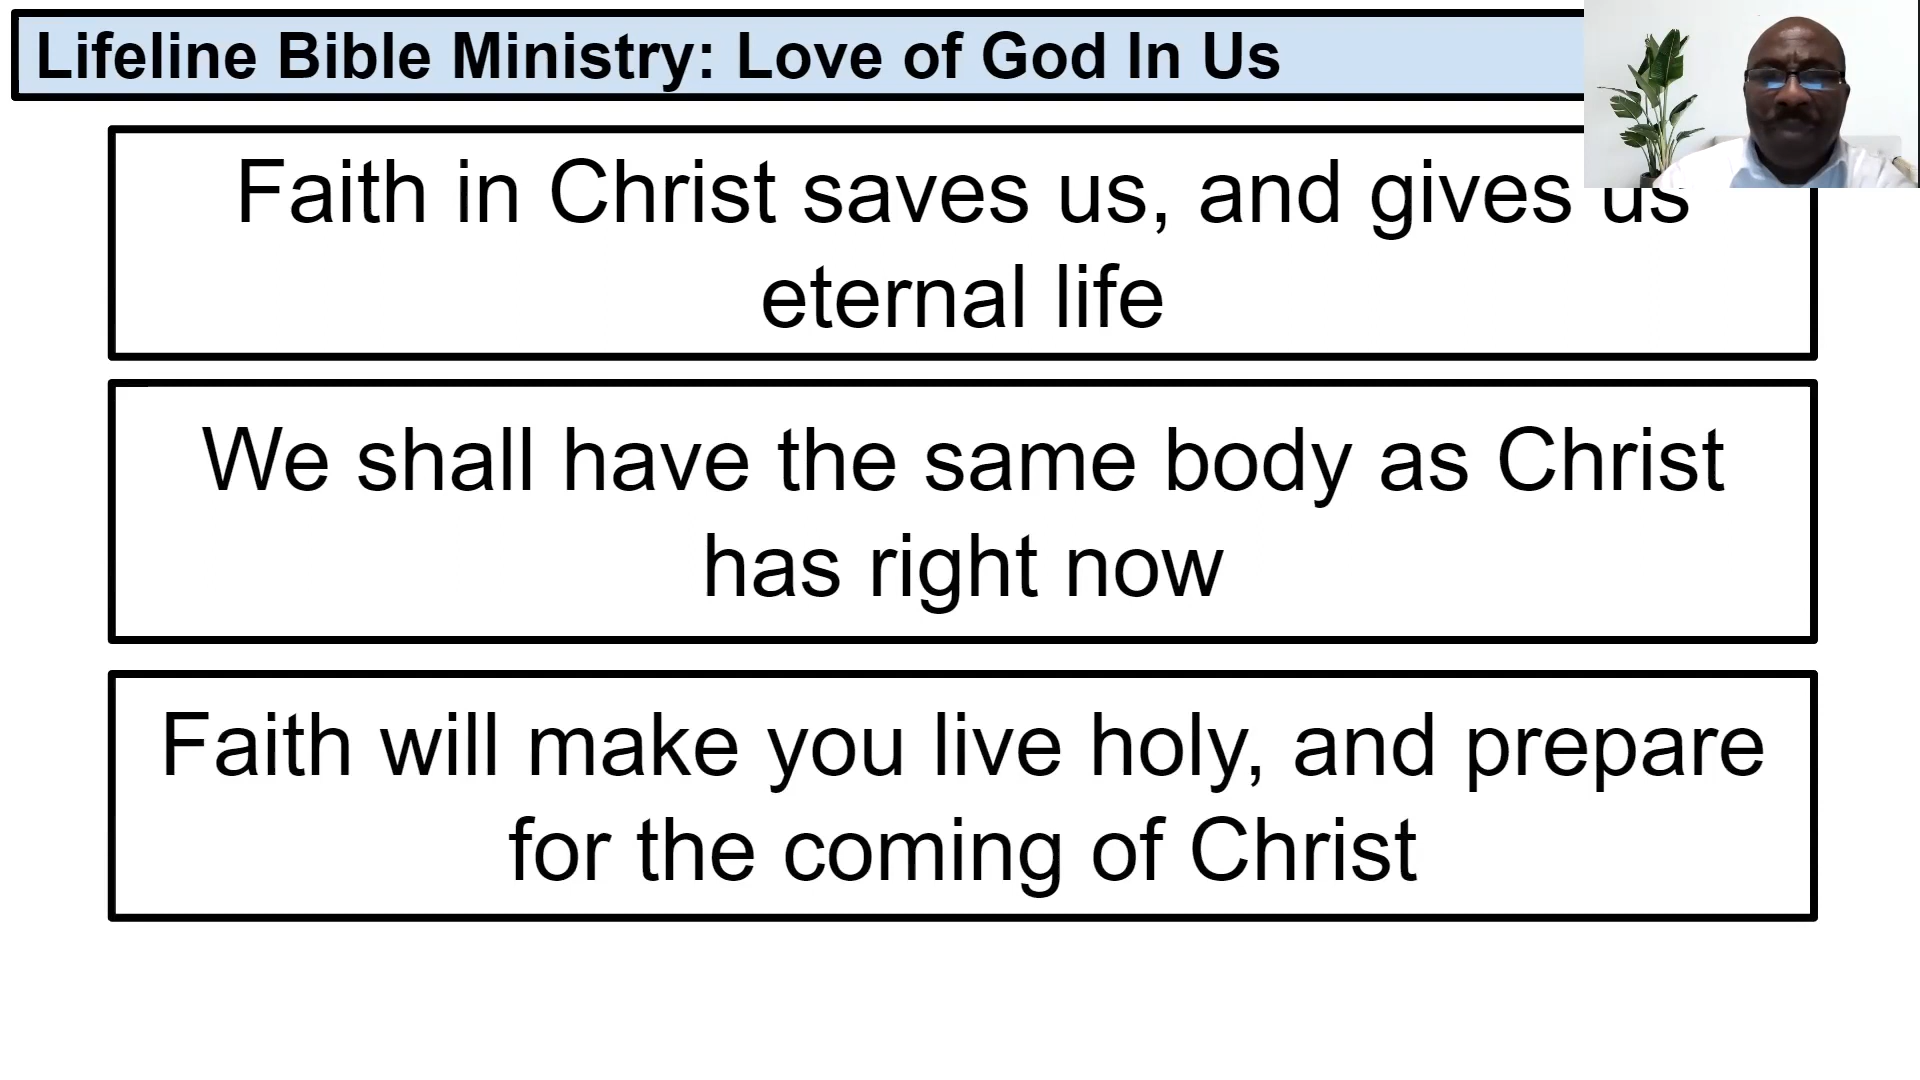 Lifeline Bible Ministry: Love of God In Us
Faith in Christ saves us, and gives us
eternal life
We shall have the same body as Christ
has right now
Faith will make you live holy, and prepare
for the coming of Christ